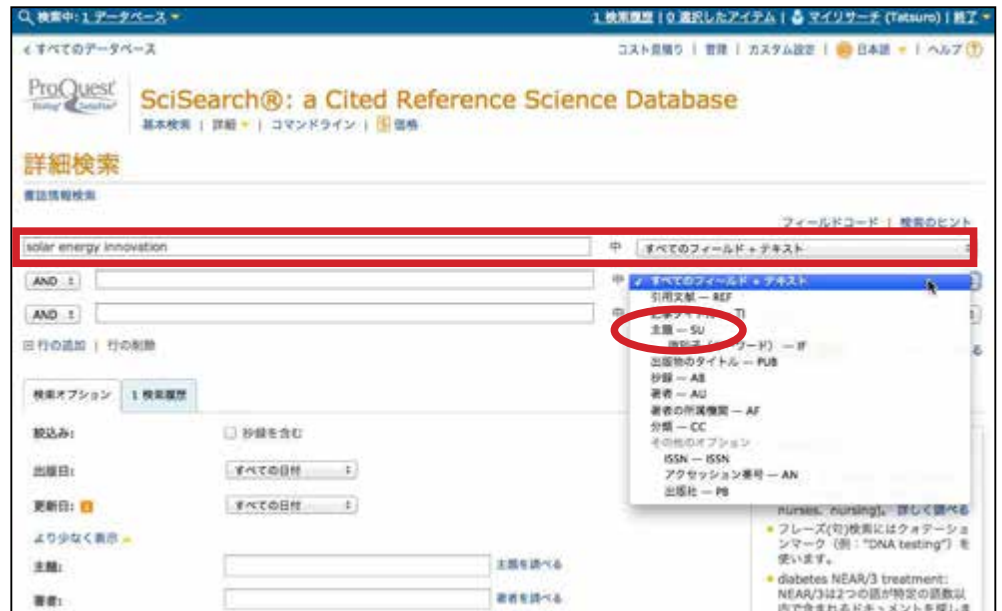 検索中: 1 データベース
1 検索履歴 | 0 選択したアイテム | マイリサーチ (Tatsuro) | 終了
すべてのデータベース
コスト見積り | 管理 | カスタム設定 | 日本語 | ヘルプ
ProQuest
SciSearch®: a Cited Reference Science Database
基本検索 | 詳細 | コマンドライン | 価格
詳細検索
書誌情報検索
フィールドコード | 検索のヒント
solar energy innovation 中 すべてのフィールド + テキスト
AND 中 すべてのフィールド + テキスト
引用文献 — REF
AND
主題 — SU
行の追加 | 行の削除
出版物のタイトル — PUB
抄録 — AB
検索オプション 1 検索履歴
著者 — AU
著者の所属機関 — AF
分類 — CC
絞込み: 抄録を含む
その他のオプション
ISSN — ISSN
出版日: すべての日付
アクセッション番号 — AN
出版社 — PB
更新日: すべての日付
nurses, nursing)。 詳しく調べる
より少なく表示
フレーズ(句)検索にはクォテーションマーク (例: "DNA testing") を使います。
主題: 主題を調べる
diabetes NEAR/3 treatment:
著者: 著者を調べる
NEAR/3は2つの語が特定の語数以